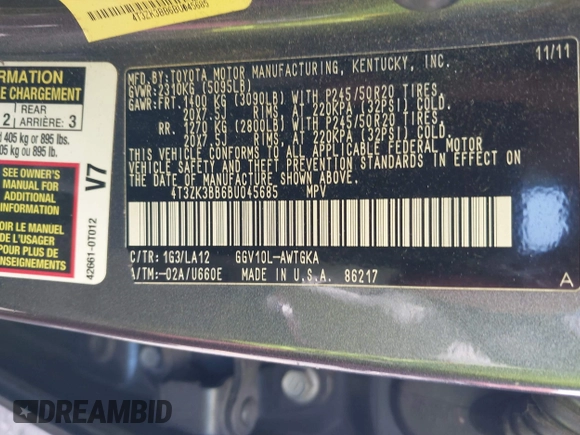 4T3ZK3BB6BU045685
MFD.BY:TOYOTA MOTOR MANUFACTURING, KENTUCKY, INC. 11/11
GVWR:2310KG (5095LB)
GAWR:FRT.1400 KG (3090LB) WITH P245/50R20 TIRES,
20X7.5J RIMS,AT 220KPA (32PSI) COLD.
RR. 1270 KG (2800LB) WITH P245/50R20 TIRES,
20X7.5J RIMS,AT 220KPA (32PSI) COLD.
THIS VEHICLE CONFORMS TO ALL APPLICABLE FEDERAL MOTOR
VEHICLE SAFETY AND THEFT PREVENTION STANDARDS IN EFFECT ON
THE DATE OF MANUFACTURE SHOWN ABOVE.
4T3ZK3BB6BU045685 MPV
C/TR:1G3/LA12 GGV10L-AWTGKA
A/TM:-02A/U660E MADE IN U.S.A. 86217 A
FORMATION
CHARGEMENT
REAR
2 ARRIÈRE: 3
405 kg or 895 lbs.
kg ou 895 lb.
SEE OWNER'S
MANUAL FOR
ADDITIONAL
INFORMATION
VOIR LE MANUEL
DE L'USAGER
POUR PLUS DE
RENSEIGNEMENTS
V7
42661-0T012
DREAMBID